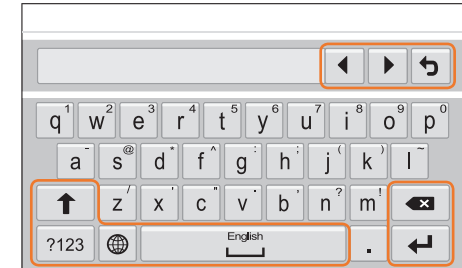 q 1 w 2 e 3 r 4 t 5 y 6 u 7 i 8 o 9 p 0
a - s @ d * f ^ g : h ; j ( k ) l ~
z / x ' c " v . b , n ? m !
?123 English .